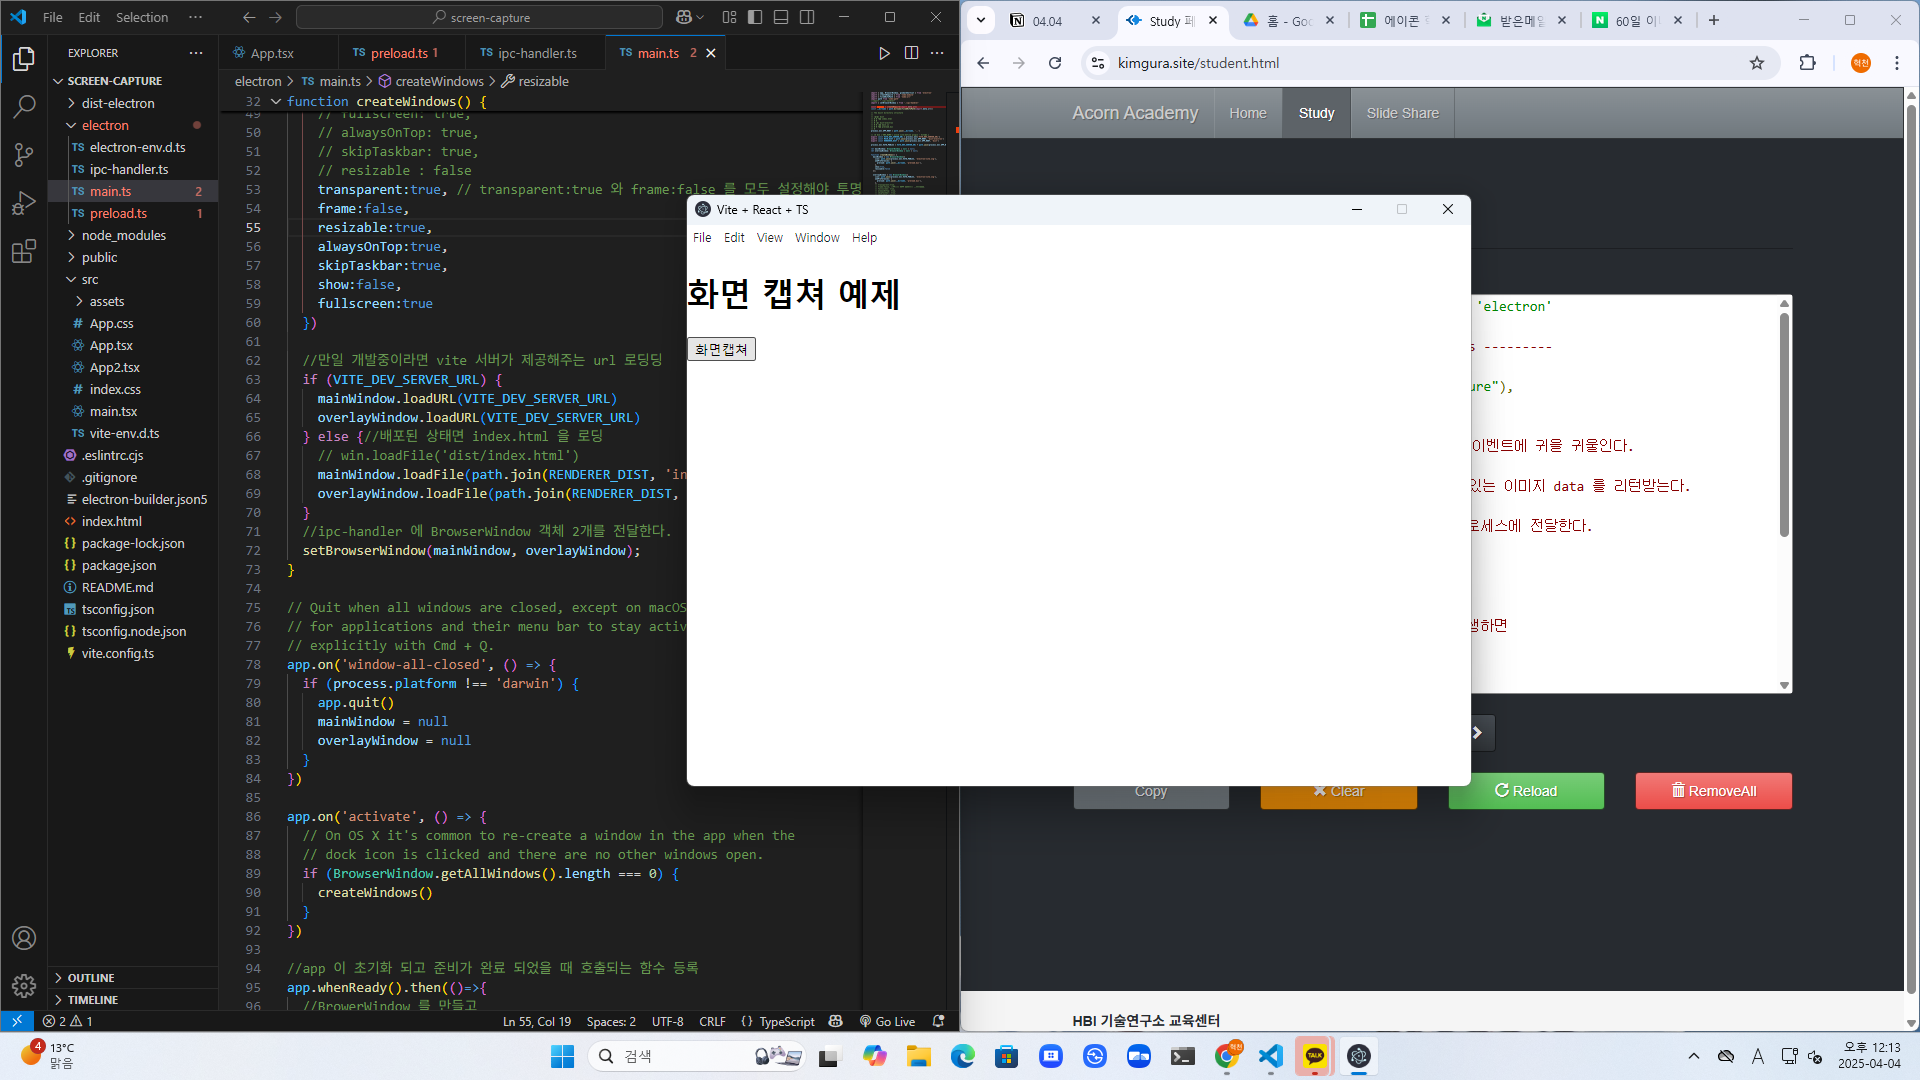 File Edit Selection ···
screen-capture
EXPLORER
SCREEN-CAPTURE
dist-electron
electron
TS electron-env.d.ts
TS ipc-handler.ts
TS main.ts 2
TS preload.ts 1
node_modules
public
src
assets
# App.css
App.tsx
App2.tsx
# index.css
main.tsx
TS vite-env.d.ts
.eslintrc.cjs
.gitignore
electron-builder.json5
index.html
package-lock.json
package.json
README.md
tsconfig.json
tsconfig.node.json
vite.config.ts
OUTLINE
TIMELINE
App.tsx
TS preload.ts 1
TS ipc-handler.ts
TS main.ts 2
electron > TS main.ts > createWindows > resizable
32 function createWindows() {
49 // fullscreen: true,
50 // alwaysOnTop: true,
51 // skipTaskbar: true,
52 // resizable : false
53 transparent:true, // transparent:true 와 frame:false 를 모두 설정해야 투명
54 frame:false,
55 resizable:true,
56 alwaysOnTop:true,
57 skipTaskbar:true,
58 show:false,
59 fullscreen:true
60 })
61
62 //만일 개발중이라면 vite 서버가 제공해주는 url 로딩딩
63 if (VITE_DEV_SERVER_URL) {
64 mainWindow.loadURL(VITE_DEV_SERVER_URL)
65 overlayWindow.loadURL(VITE_DEV_SERVER_URL)
66 } else {//배포된 상태면 index.html 을 로딩
67 // win.loadFile('dist/index.html')
68 mainWindow.loadFile(path.join(RENDERER_DIST, 'in
69 overlayWindow.loadFile(path.join(RENDERER_DIST,
70 }
71 //ipc-handler 에 BrowserWindow 객체 2개를 전달한다.
72 setBrowserWindow(mainWindow, overlayWindow);
73 }
74
75 // Quit when all windows are closed, except on macOS
76 // for applications and their menu bar to stay activ
77 // explicitly with Cmd + Q.
78 app.on('window-all-closed', () => {
79 if (process.platform !== 'darwin') {
80 app.quit()
81 mainWindow = null
82 overlayWindow = null
83 }
84 })
85
86 app.on('activate', () => {
87 // On OS X it's common to re-create a window in the app when the
88 // dock icon is clicked and there are no other windows open.
89 if (BrowserWindow.getAllWindows().length === 0) {
90 createWindows()
91 }
92 })
93
94 //app 이 초기화 되고 준비가 완료 되었을 때 호출되는 함수 등록
95 app.whenReady().then(()=>{
96 //BrowerWindow 를 만들고
2 1
Ln 55, Col 19 Spaces: 2 UTF-8 CRLF {} TypeScript Go Live
04.04
Study 페
홈 - Goo
에이콘
받은메일
60일 이
kimgura.site/student.html
학천
Acorn Academy Home Study Slide Share
'electron'
s ---------
ure"),
이벤트에 귀을 귀울인다.
있는 이미지 data 를 리턴받는다.
로세스에 전달한다.
생하면
Copy
Clear
Reload
RemoveAll
HBI 기술연구소 교육센터
Vite + React + TS
File Edit View Window Help
화면 캡쳐 예제
화면캡쳐
4
13°C
맑음
검색
학천
TALK
A
오후 12:13
2025-04-04